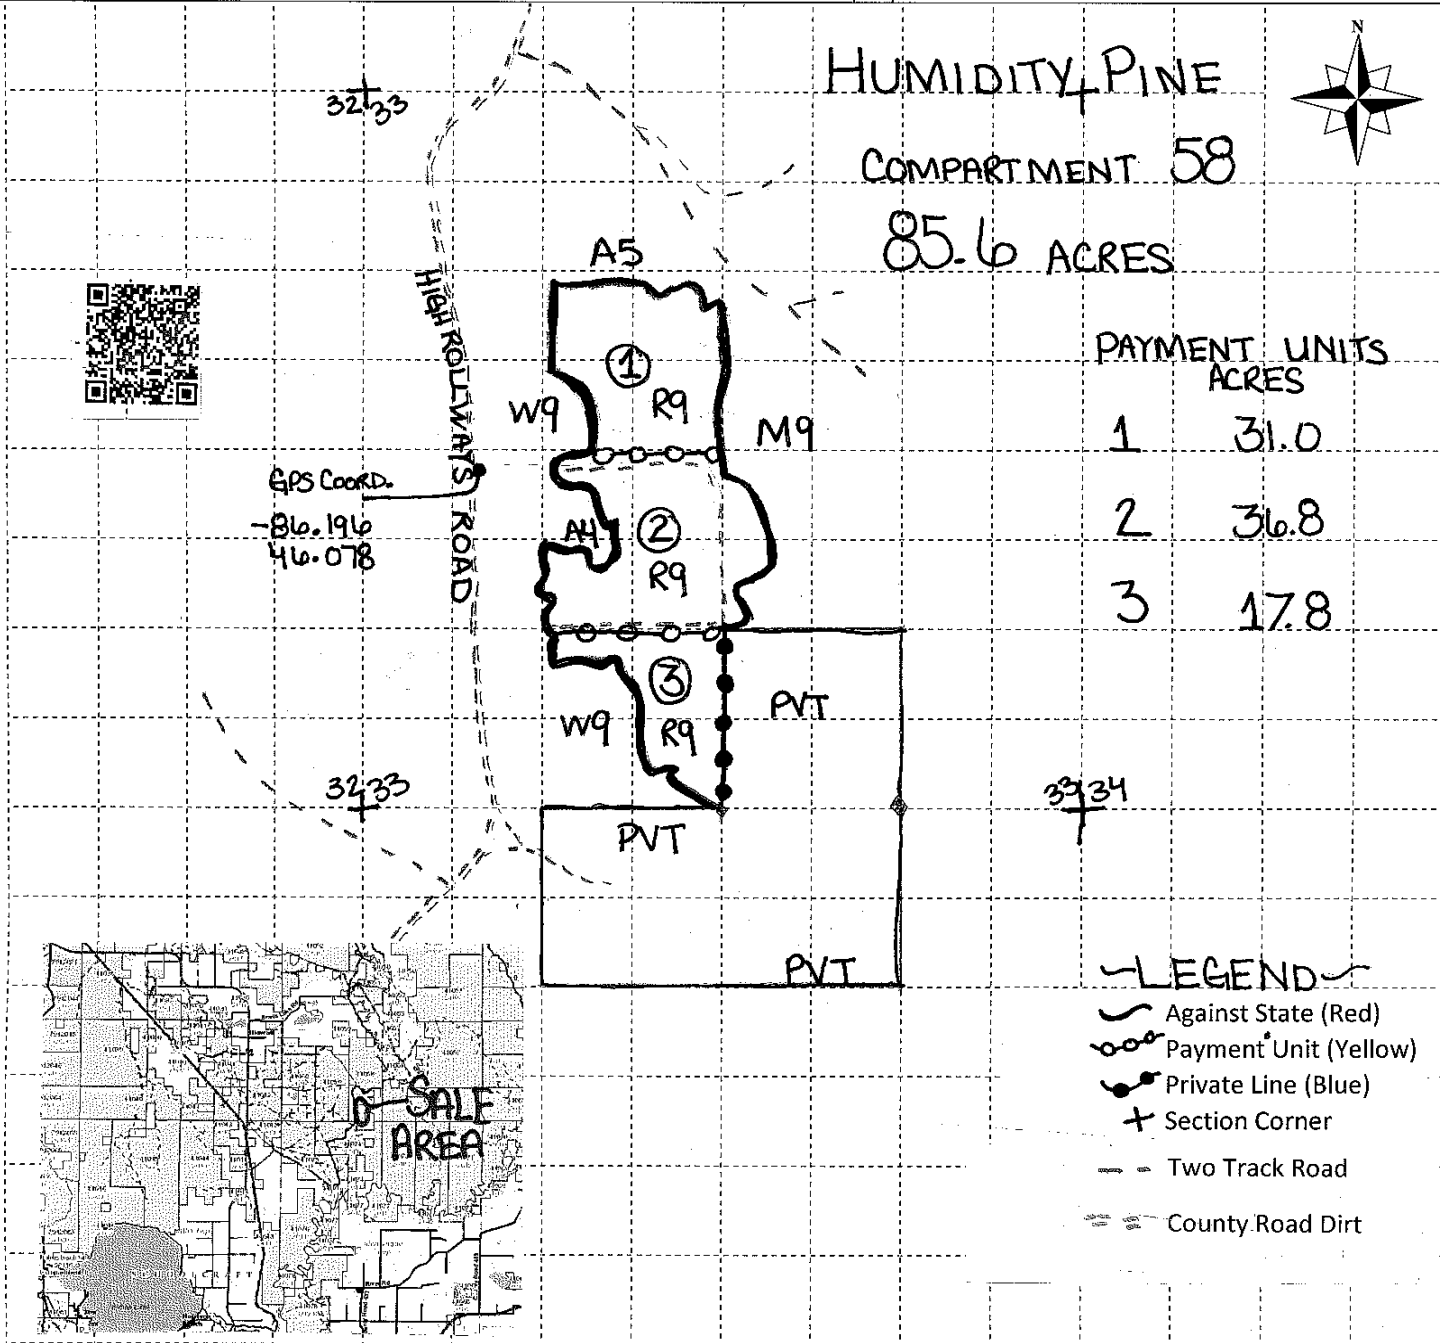 N
HUMIDITY PINE
COMPARTMENT 58
85.6 ACRES
32 33
A5
HIGH ROLLWAYS ROAD
1
R9
W9
M9
PAYMENT UNITS
ACRES
1 31.0
2 36.8
3 17.8
GPS COORD.
-86.196
46.078
A4
2
R9
3
R9
W9
PVT
32 33
33 34
PVT
PVT
SALE
AREA
~LEGEND~
Against State (Red)
Payment Unit (Yellow)
Private Line (Blue)
Section Corner
Two Track Road
County Road Dirt